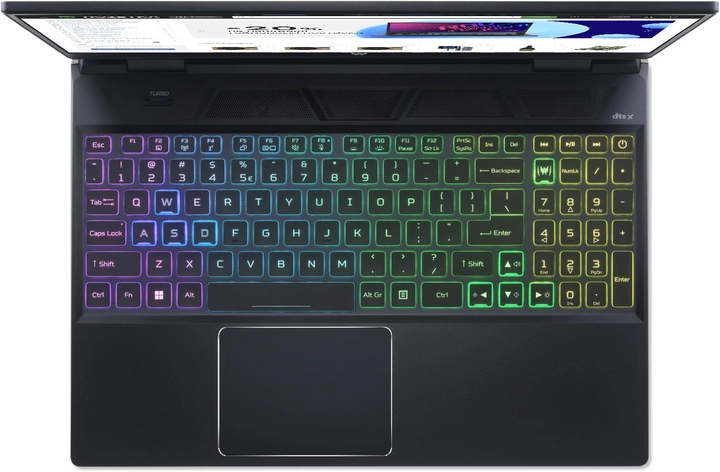 20%
TURBO
dts X
Esc F1 F2 F3 F4 F5 F6 F7 F8 F9 F10 F11 Pause F12 Scr Lk PrtSc SysRq Ins Del
~ ` ! 1 @ 2 # 3 $ 4 % 5 € ^ 6 & 7 * 8 ( 9 ) 0 _ - + = Backspace NumLk / *
Tab Q W E R T Y U I O P { [ } ] | \ 7 Home 8 9 PgUp -
Caps Lock A S D F G H J K L : ; " ' Enter 4 5 6 +
Shift Z X C V B N M < , > . ? / Shift 1 End 2 3 PgDn Enter
Ctrl Fn Alt Alt Gr Ctrl 0 Ins . Del